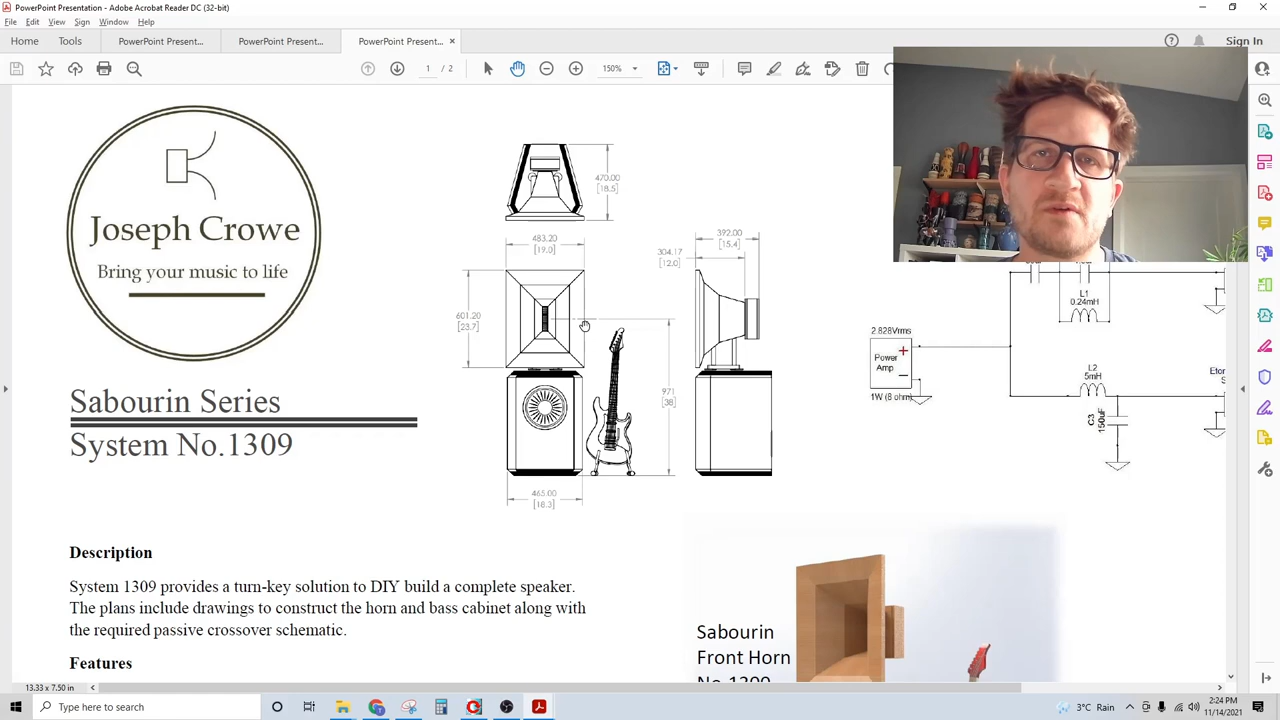 PowerPoint Presentation - Adobe Acrobat Reader DC (32-bit)
File Edit View Sign Window Help
Home Tools PowerPoint Present... PowerPoint Present... PowerPoint Present... Sign In
1 / 2 150%
Joseph Crowe
Bring your music to life
Sabourin Series
System No.1309
470.00
[18.5]
483.20
[19.0]
392.00
[15.4]
304.17
[12.0]
601.20
[23.7]
971
[38]
465.00
[18.3]
L1
0.24mH
2.828Vrms
Power
Amp
1W (8 ohm)
L2
5mH
C3
150uF
Eton
S
Description
System 1309 provides a turn-key solution to DIY build a complete speaker.
The plans include drawings to construct the horn and bass cabinet along with
the required passive crossover schematic.
Features
Sabourin
Front Horn
No.1309
13.33 x 7.50 in
Type here to search
3°C Rain
2:24 PM
11/14/2021